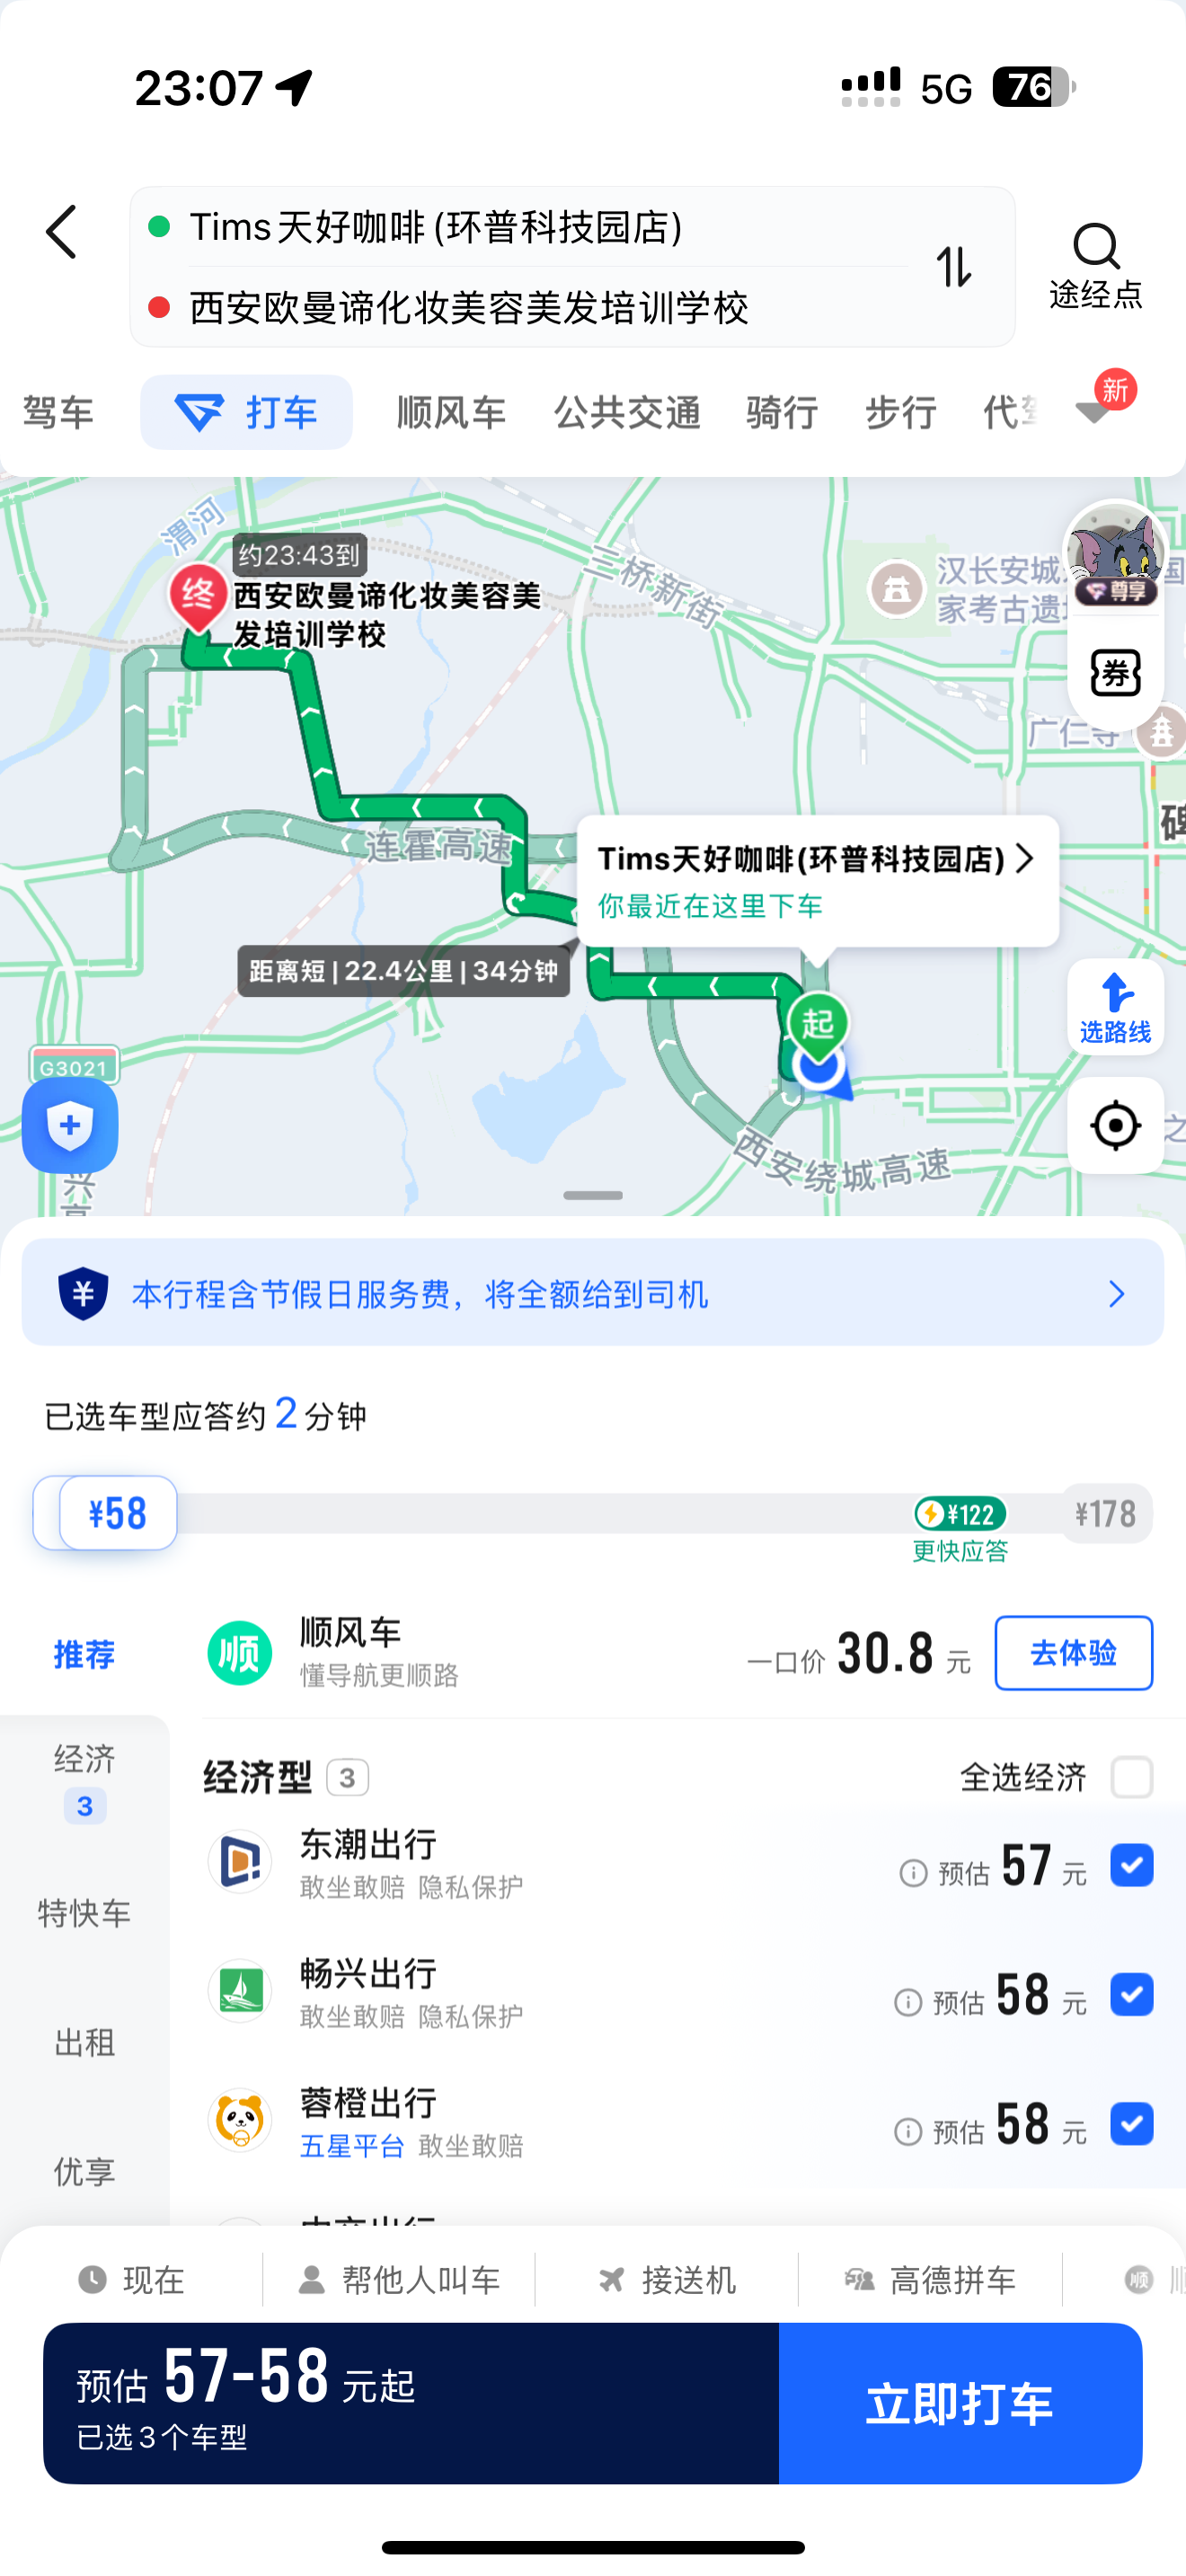 23:07
5G
76
Tims天好咖啡(环普科技园店)
西安欧曼谛化妆美容美发培训学校
途经点
驾车
打车
顺风车
公共交通
骑行
步行
代驾
新
渭河
约23:43到
终
西安欧曼谛化妆美容美
发培训学校
三桥新街
汉长安城
家考古遗
尊享
券
广仁寺
碑
连霍高速
Tims天好咖啡(环普科技园店)
你最近在这里下车
距离短|22.4公里|34分钟
起
选路线
G3021
西安绕城高速
之
兴
高
本行程含节假日服务费，将全额给到司机
已选车型应答约2分钟
¥58
¥122
更快应答
¥178
推荐
顺
顺风车
懂导航更顺路
一口价 30.8 元
去体验
经济
3
特快车
出租
优享
经济型 3
全选经济
东潮出行
敢坐敢赔 隐私保护
预估 57 元
畅兴出行
敢坐敢赔 隐私保护
预估 58 元
蓉橙出行
五星平台 敢坐敢赔
预估 58 元
现在
帮他人叫车
接送机
高德拼车
顺
预估 57-58 元起
已选3个车型
立即打车